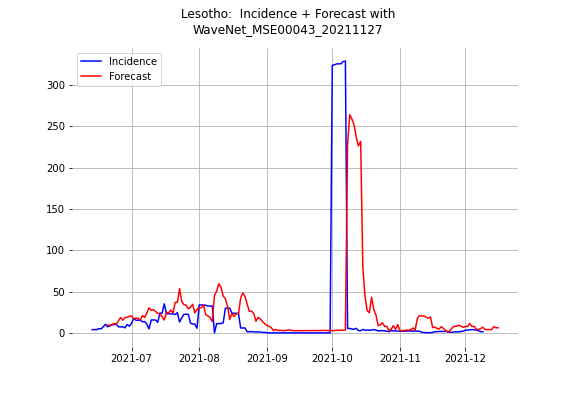 Lesotho:  Incidence + Forecast with
WaveNet_MSE00043_20211127
Incidence
Forecast
300
250
200
150
100
50
0
2021-07 2021-08 2021-09 2021-10 2021-11 2021-12